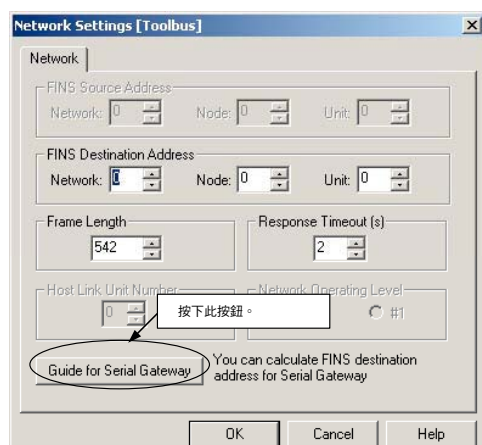 Network Settings [Toolbus]
Network
FINS Source Address
Network: 0 Node: 0 Unit: 0
FINS Destination Address
Network: 0 Node: 0 Unit: 0
Frame Length Response Timeout (s)
542 2
Host Link Unit Number Network Operating Level
0 按下此按鈕。 #1
Guide for Serial Gateway You can calculate FINS destination
address for Serial Gateway
OK Cancel Help